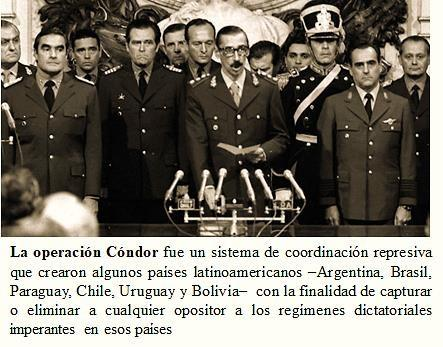 La operación Cóndor fue un sistema de coordinación represiva
que crearon algunos países latinoamericanos –Argentina, Brasil,
Paraguay, Chile, Uruguay y Bolivia– con la finalidad de capturar
o eliminar a cualquier opositor a los regímenes dictatoriales
imperantes en esos países